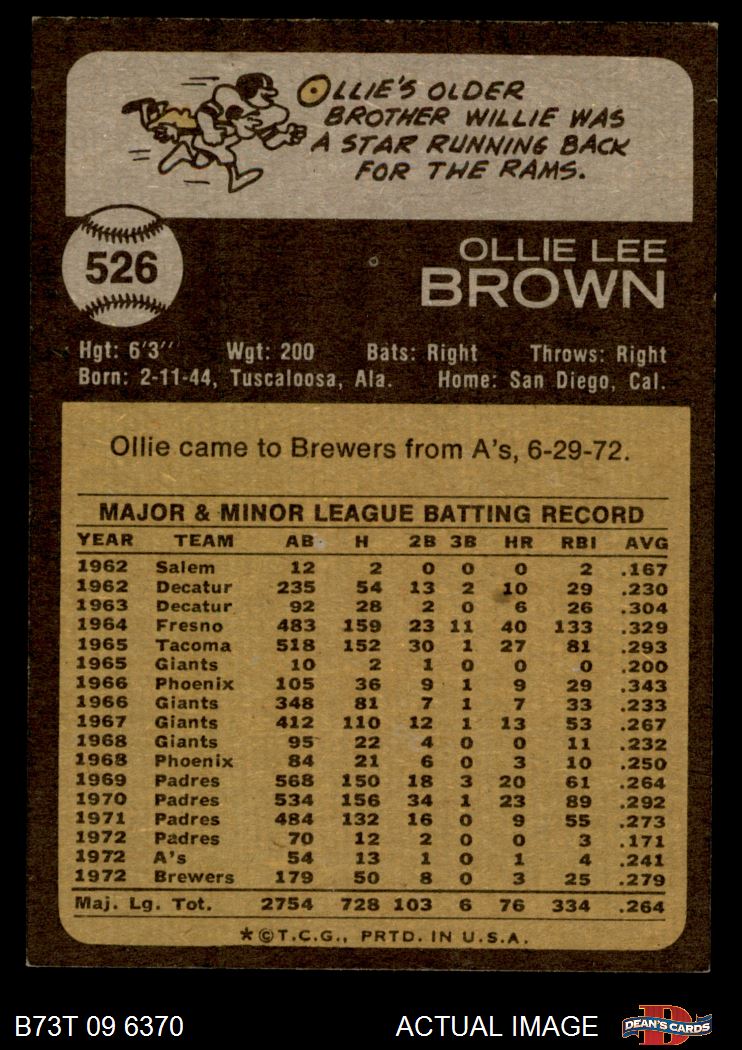 OLLIE'S OLDER
BROTHER WILLIE WAS
A STAR RUNNING BACK
FOR THE RAMS.
526
OLLIE LEE
BROWN
Hgt: 6'3" Wgt: 200 Bats: Right Throws: Right
Born: 2-11-44, Tuscaloosa, Ala. Home: San Diego, Cal.
Ollie came to Brewers from A's, 6-29-72.
MAJOR & MINOR LEAGUE BATTING RECORD
YEAR TEAM AB H 2B 3B HR RBI AVG
1962 Salem 12 2 0 0 0 2 .167
1962 Decatur 235 54 13 2 10 29 .230
1963 Decatur 92 28 2 0 6 26 .304
1964 Fresno 483 159 23 11 40 133 .329
1965 Tacoma 518 152 30 1 27 81 .293
1965 Giants 10 2 1 0 0 0 .200
1966 Phoenix 105 36 9 1 9 29 .343
1966 Giants 348 81 7 1 7 33 .233
1967 Giants 412 110 12 1 13 53 .267
1968 Giants 95 22 4 0 0 11 .232
1968 Phoenix 84 21 6 0 3 10 .250
1969 Padres 568 150 18 3 20 61 .264
1970 Padres 534 156 34 1 23 89 .292
1971 Padres 484 132 16 0 9 55 .273
1972 Padres 70 12 2 0 0 3 .171
1972 A's 54 13 1 0 1 4 .241
1972 Brewers 179 50 8 0 3 25 .279
Maj. Lg. Tot. 2754 728 103 6 76 334 .264
*©T.C.G., PRTD. IN U.S.A.
B73T 09 6370 ACTUAL IMAGE D DEAN'S CARDS